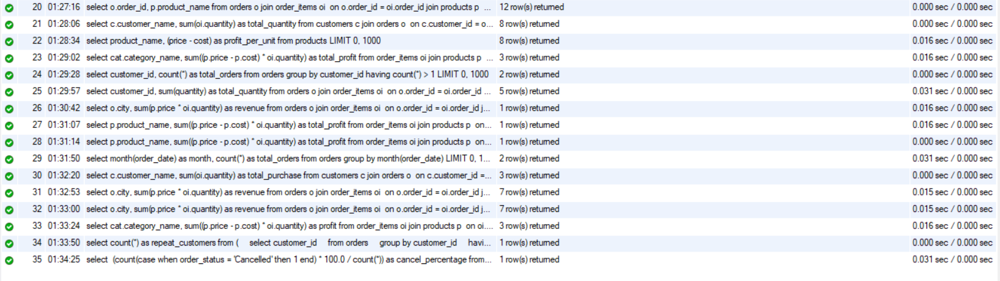 20 01:27:16 select o.order_id, p.product_name from orders o join order_items oi on o.order_id = oi.order_id join products p ... 12 row(s) returned 0.000 sec / 0.000 sec
21 01:28:06 select c.customer_name, sum(oi.quantity) as total_quantity from customers c join orders o on c.customer_id = o... 8 row(s) returned 0.000 sec / 0.000 sec
22 01:28:34 select product_name, (price - cost) as profit_per_unit from products LIMIT 0, 1000 8 row(s) returned 0.016 sec / 0.000 sec
23 01:29:02 select cat.category_name, sum((p.price - p.cost) * oi.quantity) as total_profit from order_items oi join products p ... 3 row(s) returned 0.016 sec / 0.000 sec
24 01:29:28 select customer_id, count(*) as total_orders from orders group by customer_id having count(*) > 1 LIMIT 0, 1000 2 row(s) returned 0.000 sec / 0.000 sec
25 01:29:57 select customer_id, sum(quantity) as total_quantity from orders o join order_items oi on o.order_id = oi.order_id ... 5 row(s) returned 0.031 sec / 0.000 sec
26 01:30:42 select o.city, sum(p.price * oi.quantity) as revenue from orders o join order_items oi on o.order_id = oi.order_id j... 1 row(s) returned 0.016 sec / 0.000 sec
27 01:31:07 select p.product_name, sum((p.price - p.cost) * oi.quantity) as total_profit from order_items oi join products p on... 1 row(s) returned 0.016 sec / 0.000 sec
28 01:31:14 select p.product_name, sum((p.price - p.cost) * oi.quantity) as total_profit from order_items oi join products p on... 1 row(s) returned 0.000 sec / 0.000 sec
29 01:31:50 select month(order_date) as month, count(*) as total_orders from orders group by month(order_date) LIMIT 0, 1... 2 row(s) returned 0.031 sec / 0.000 sec
30 01:32:20 select c.customer_name, sum(oi.quantity) as total_purchase from customers c join orders o on c.customer_id =... 3 row(s) returned 0.000 sec / 0.000 sec
31 01:32:53 select o.city, sum(p.price * oi.quantity) as revenue from orders o join order_items oi on o.order_id = oi.order_id j... 7 row(s) returned 0.015 sec / 0.000 sec
32 01:33:00 select o.city, sum(p.price * oi.quantity) as revenue from orders o join order_items oi on o.order_id = oi.order_id j... 7 row(s) returned 0.015 sec / 0.000 sec
33 01:33:24 select cat.category_name, sum((p.price - p.cost) * oi.quantity) as profit from order_items oi join products p on oi.... 3 row(s) returned 0.016 sec / 0.000 sec
34 01:33:50 select count(*) as repeat_customers from ( select customer_id from orders group by customer_id havi... 1 row(s) returned 0.000 sec / 0.000 sec
35 01:34:25 select (count(case when order_status = 'Cancelled' then 1 end) * 100.0 / count(*)) as cancel_percentage from... 1 row(s) returned 0.031 sec / 0.000 sec